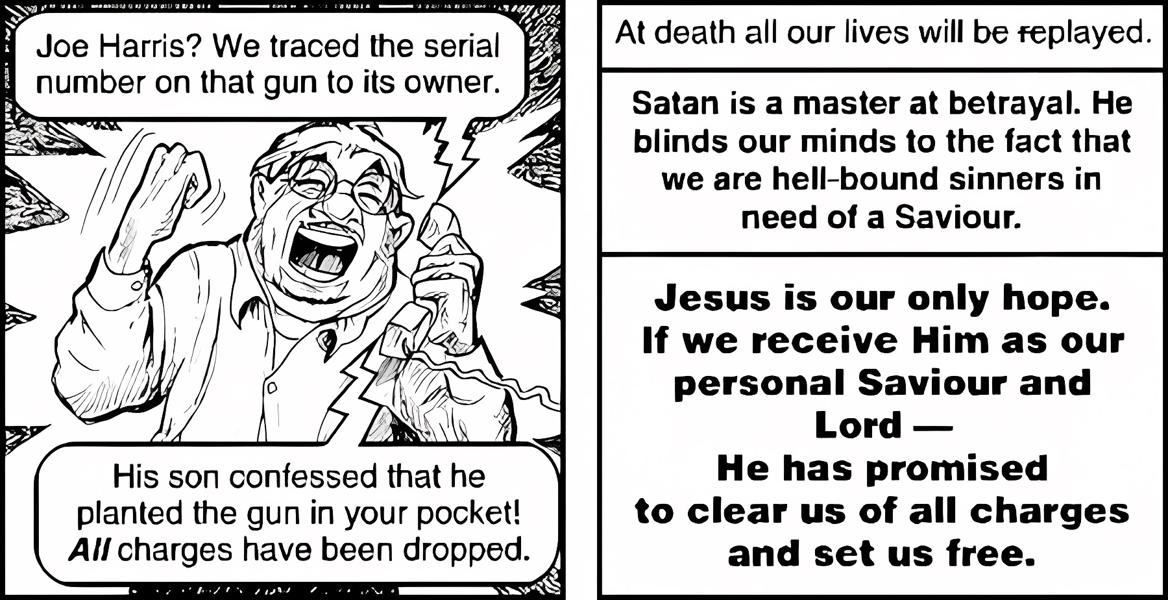 Joe Harris? We traced the serial
number on that gun to its owner.
His son confessed that he
planted the gun in your pocket!
All charges have been dropped.
At death all our lives will be replayed.
Satan is a master at betrayal. He
blinds our minds to the fact that
we are hell-bound sinners in
need of a Saviour.
Jesus is our only hope.
If we receive Him as our
personal Saviour and
Lord —
He has promised
to clear us of all charges
and set us free.